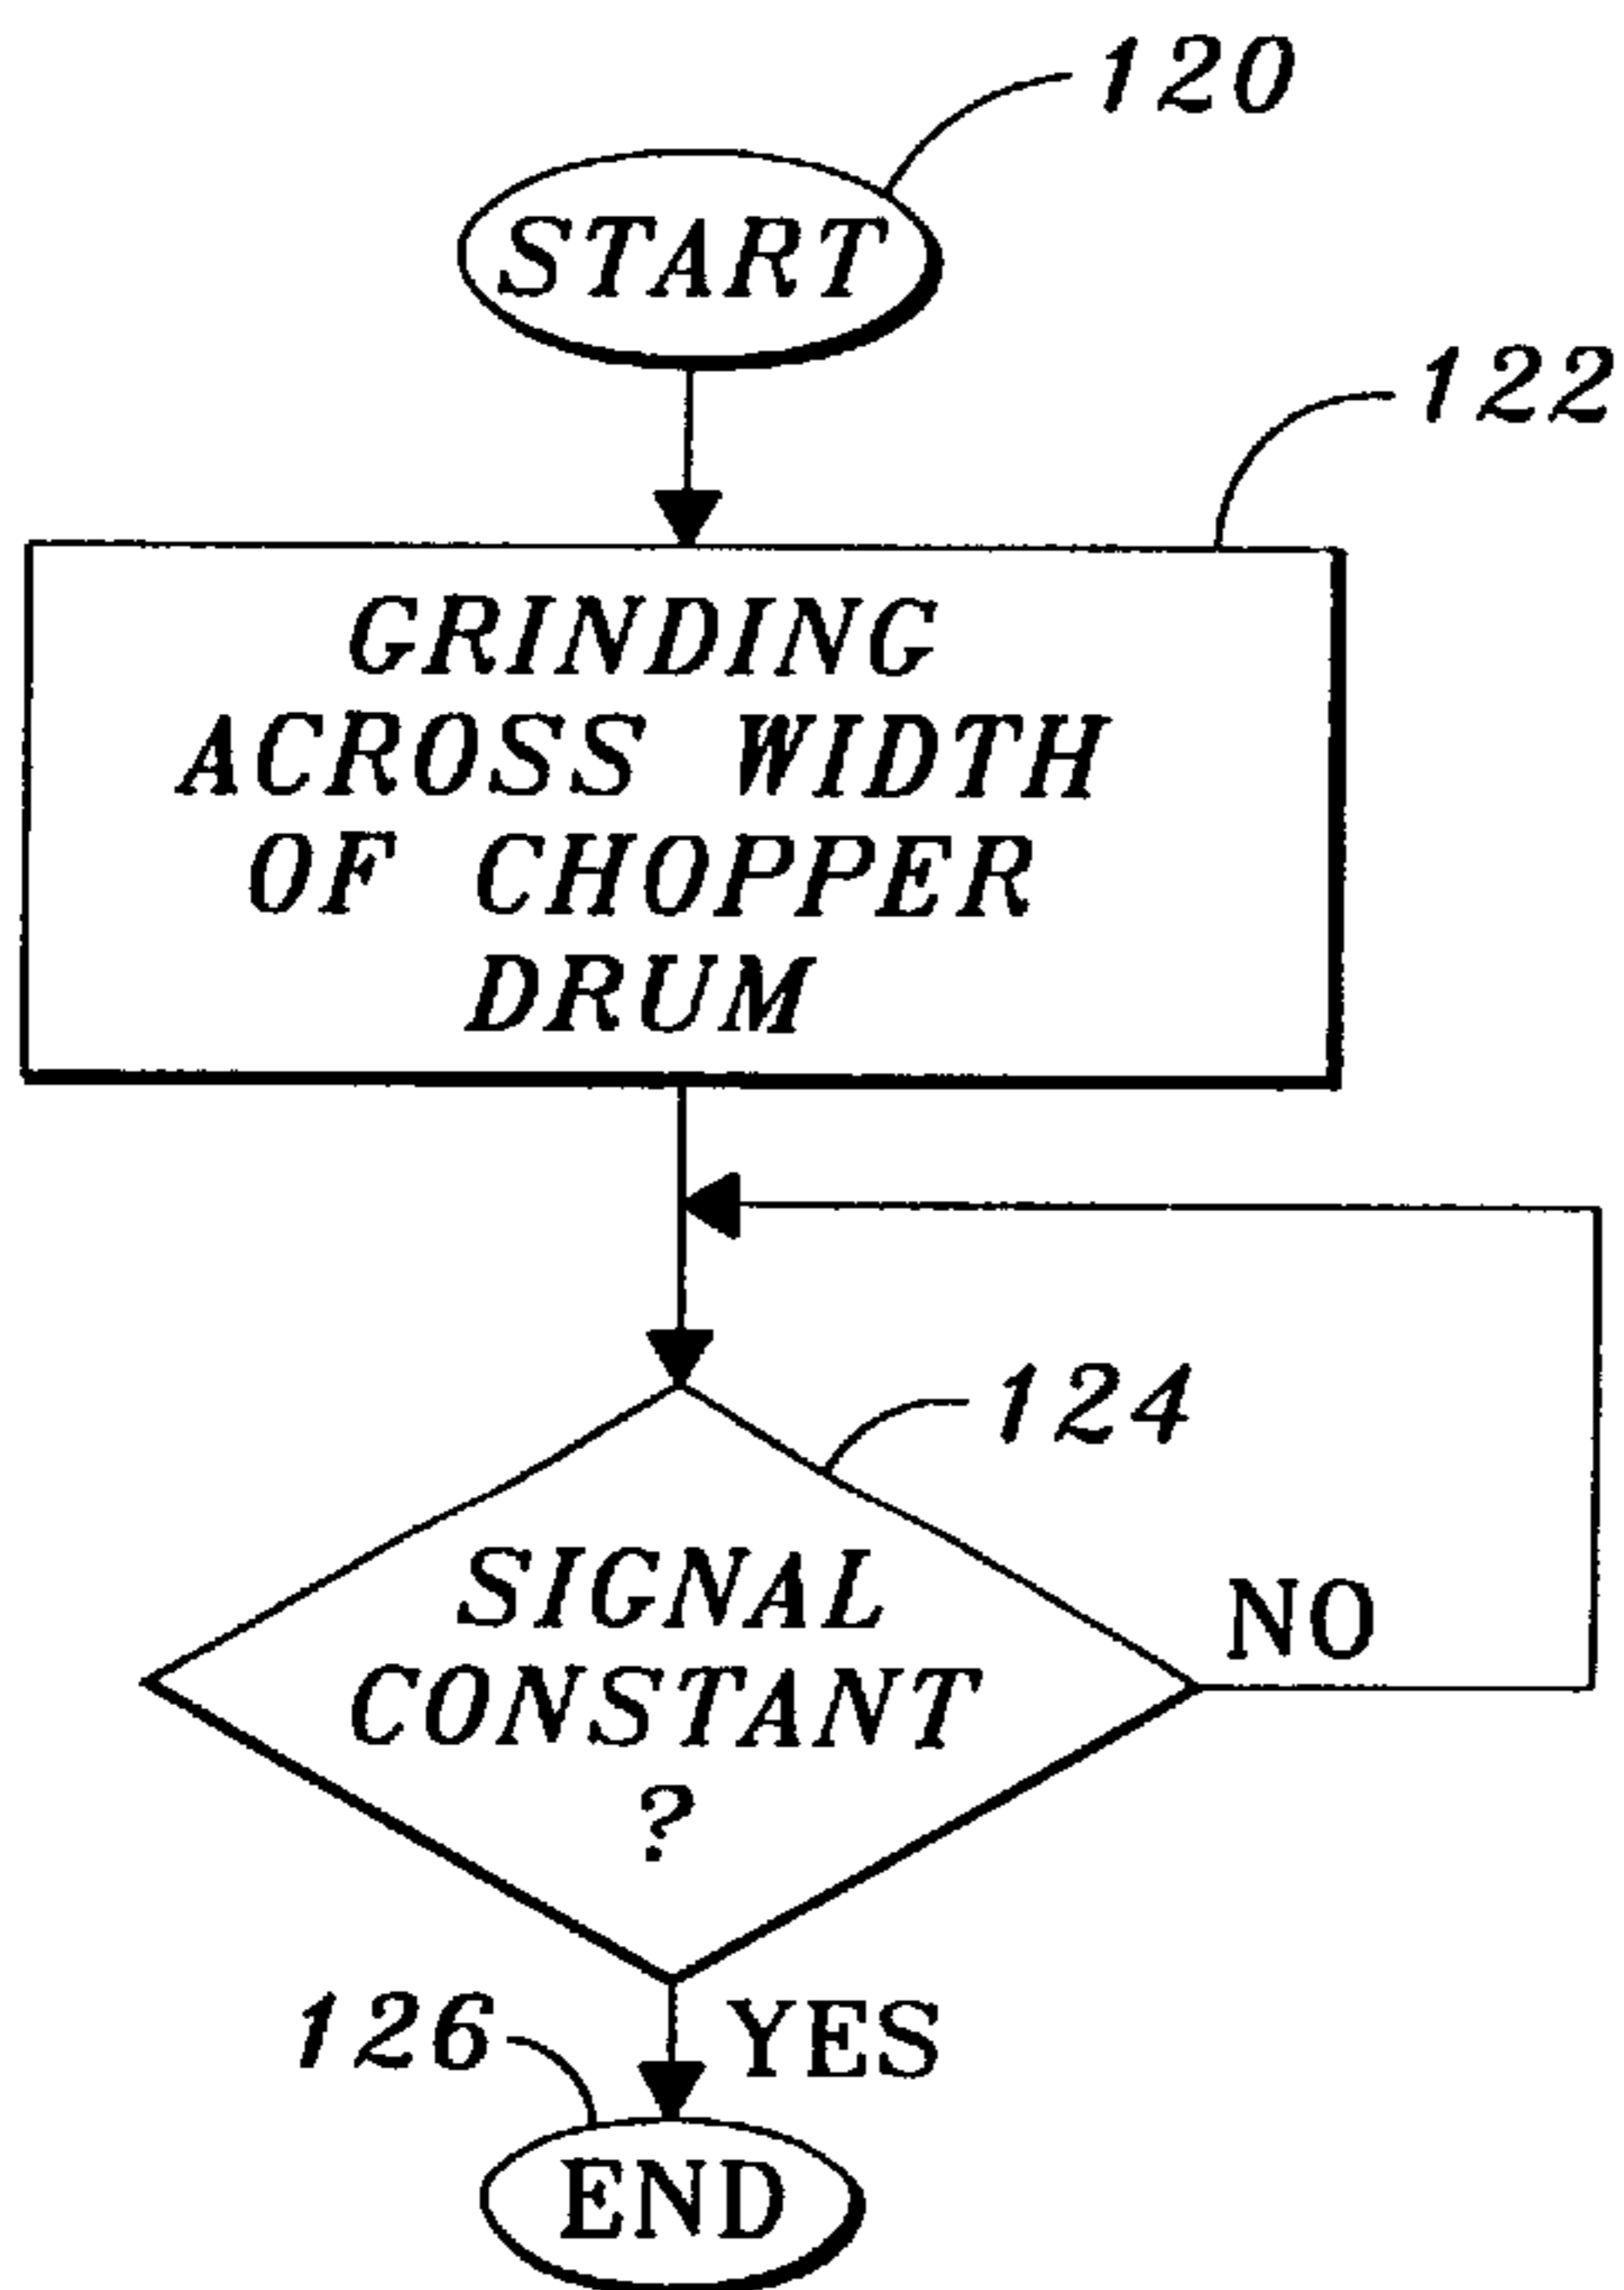 120
START
122
GRINDING
ACROSS WIDTH
OF CHOPPER
DRUM
124
SIGNAL
CONSTANT
?
NO
126
YES
END